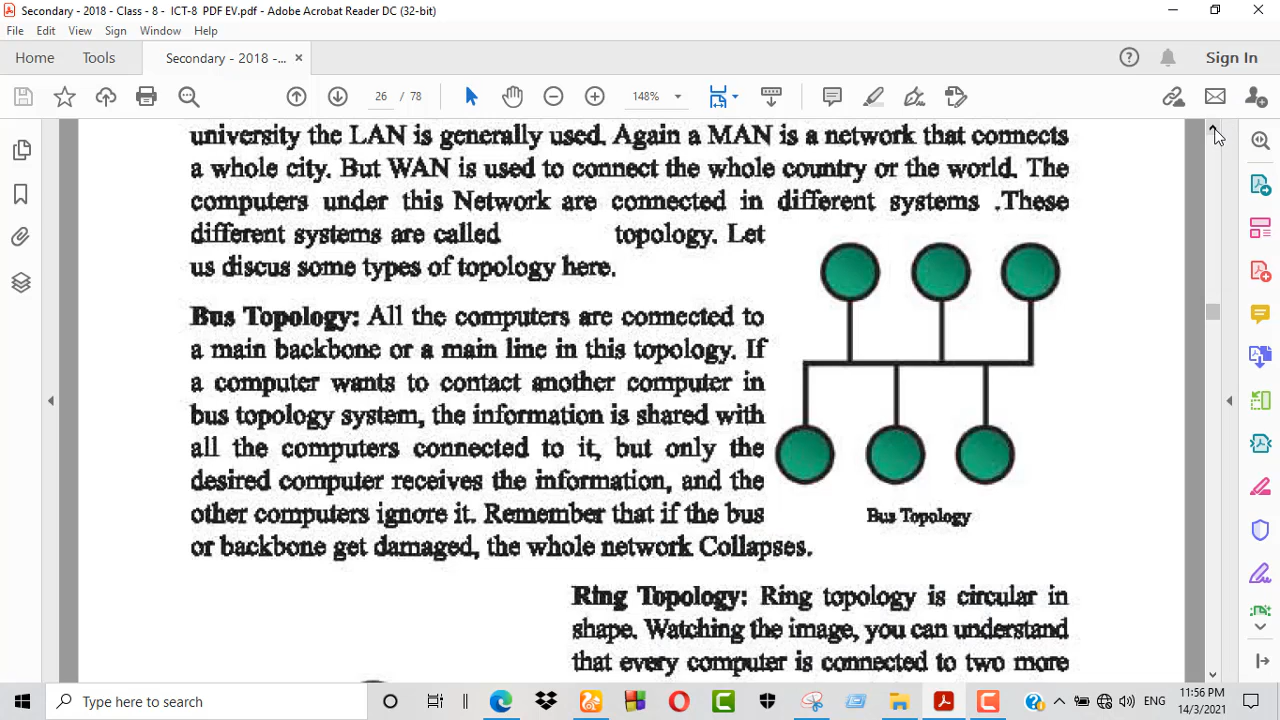 Secondary - 2018 - Class - 8 - ICT-8 PDF EV.pdf - Adobe Acrobat Reader DC (32-bit)
File Edit View Sign Window Help
Home Tools Secondary - 2018 -... × Sign In
26 / 78 148%
university the LAN is generally used. Again a MAN is a network that connects
a whole city. But WAN is used to connect the whole country or the world. The
computers under this Network are connected in different systems .These
different systems are called topology. Let
us discus some types of topology here.
Bus Topology: All the computers are connected to
a main backbone or a main line in this topology. If
a computer wants to contact another computer in
bus topology system, the information is shared with
all the computers connected to it, but only the
desired computer receives the information, and the
other computers ignore it. Remember that if the bus
or backbone get damaged, the whole network Collapses.
Bus Topology
Ring Topology: Ring topology is circular in
shape. Watching the image, you can understand
that every computer is connected to two more
Type here to search
ENG
11:56 PM
14/3/2021